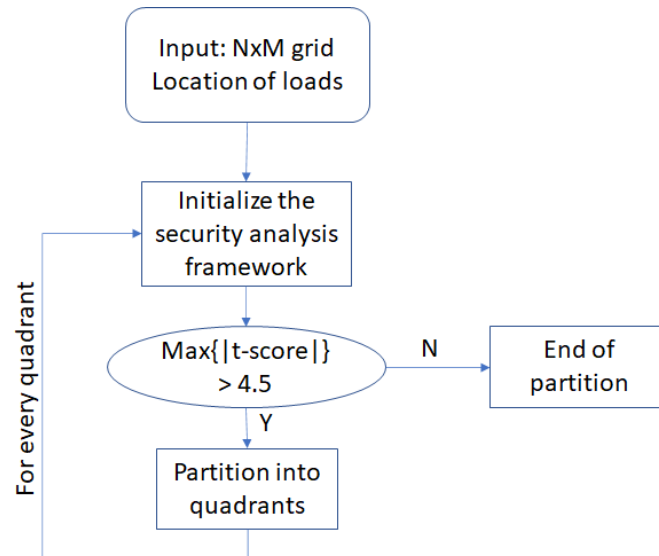 Input: NxM grid
Location of loads
Initialize the
security analysis
framework
For every quadrant
Max{|t-score|}
> 4.5
N
End of
partition
Y
Partition into
quadrants